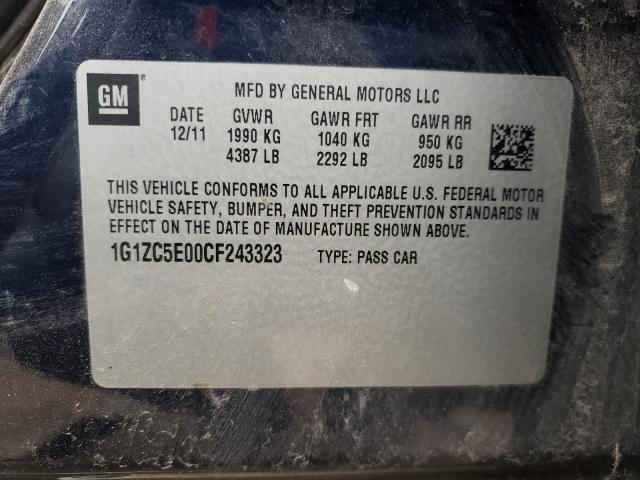 GM ®
MFD BY GENERAL MOTORS LLC
DATE GVWR GAWR FRT GAWR RR
12/11 1990 KG 1040 KG 950 KG
4387 LB 2292 LB 2095 LB
THIS VEHICLE CONFORMS TO ALL APPLICABLE U.S. FEDERAL MOTOR
VEHICLE SAFETY, BUMPER, AND THEFT PREVENTION STANDARDS IN
EFFECT ON THE DATE OF MANUFACTURE SHOWN ABOVE.
1G1ZC5E00CF243323 TYPE: PASS CAR